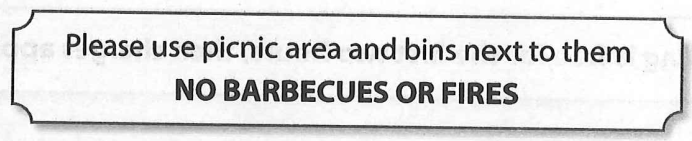 Please use picnic area and bins next to them
NO BARBECUES OR FIRES